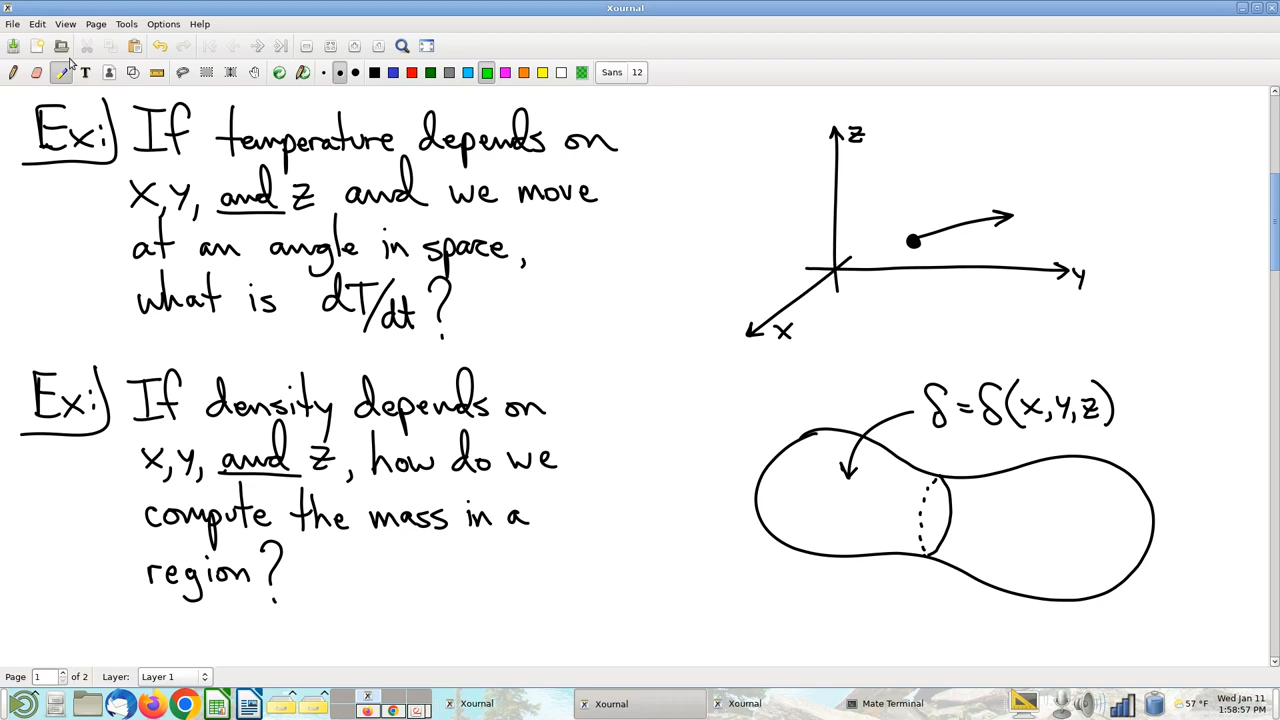 Xournal
File Edit View Page Tools Options Help
Sans 12
Ex: If temperature depends on
x,y, and z and we move
at an angle in space,
what is dT/dt?
z
y
x
Ex: If density depends on
x,y, and z, how do we
compute the mass in a
region?
δ = δ(x,y,z)
Page 1 of 2 Layer: Layer 1
Xournal Xournal Xournal Mate Terminal 57 °F Wed Jan 11
1:58:57 PM